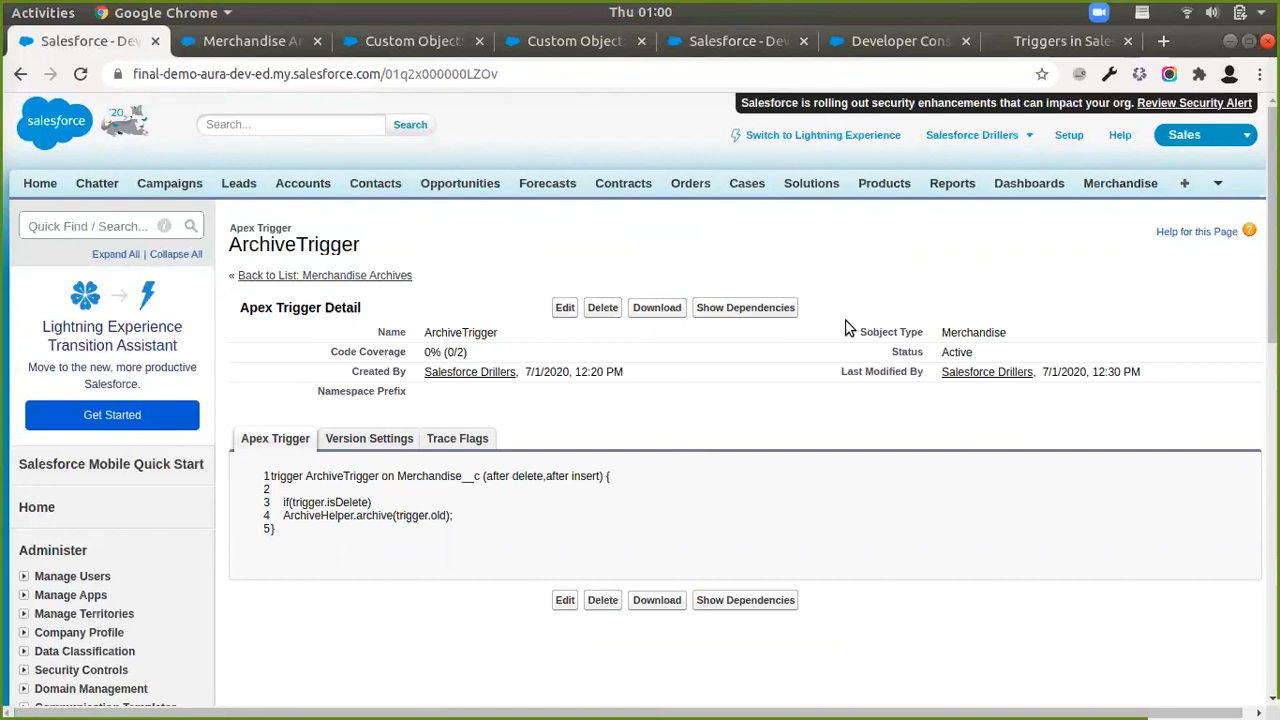 Activities
Google Chrome
Thu 01:00
Salesforce - Dev
Merchandise Ar
Custom Object:
Custom Object:
Salesforce - Dev
Developer Cons
Triggers in Sale
final-demo-aura-dev-ed.my.salesforce.com/01q2x000000LZOv
Salesforce is rolling out security enhancements that can impact your org. Review Security Alert
salesforce
'20
Search...
Search
Switch to Lightning Experience
Salesforce Drillers
Setup
Help
Sales
Home Chatter Campaigns Leads Accounts Contacts Opportunities Forecasts Contracts Orders Cases Solutions Products Reports Dashboards Merchandise +
Quick Find / Search...
Expand All | Collapse All
Lightning Experience
Transition Assistant
Move to the new, more productive
Salesforce.
Get Started
Salesforce Mobile Quick Start
Home
Administer
Manage Users
Manage Apps
Manage Territories
Company Profile
Data Classification
Security Controls
Domain Management
Apex Trigger
ArchiveTrigger
Help for this Page
« Back to List: Merchandise Archives
Apex Trigger Detail
Edit Delete Download Show Dependencies
Name ArchiveTrigger
Sobject Type Merchandise
Code Coverage 0% (0/2)
Status Active
Created By Salesforce Drillers, 7/1/2020, 12:20 PM
Last Modified By Salesforce Drillers, 7/1/2020, 12:30 PM
Namespace Prefix
Apex Trigger Version Settings Trace Flags
1 trigger ArchiveTrigger on Merchandise__c (after delete,after insert) {
2
3 if(trigger.isDelete)
4 ArchiveHelper.archive(trigger.old);
5 }
Edit Delete Download Show Dependencies